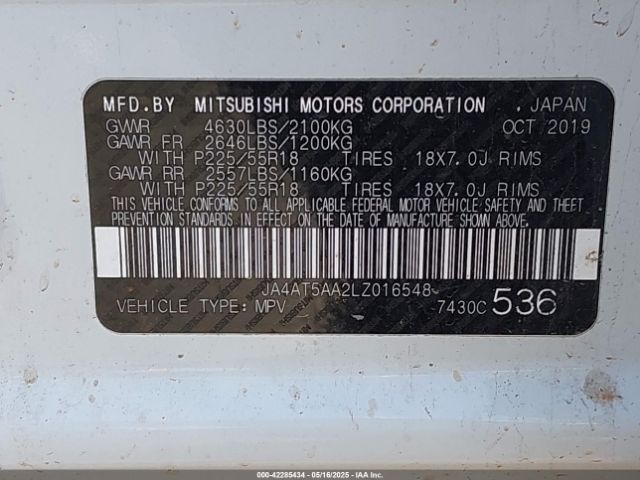 MFD.BY MITSUBISHI MOTORS CORPORATION . JAPAN
GVWR 4630LBS/2100KG OCT 2019
GAWR FR 2646LBS/1200KG
WITH P225/55R18 TIRES 18X7.0J RIMS
GAWR RR 2557LBS/1160KG
WITH P225/55R18 TIRES 18X7.0J RIMS
THIS VEHICLE CONFORMS TO ALL APPLICABLE FEDERAL MOTOR VEHICLE SAFETY AND THEFT
PREVENTION STANDARDS IN EFFECT ON THE DATE OF MANUFACTURE SHOWN ABOVE.
JA4AT5AA2LZ016548
VEHICLE TYPE: MPV 7430C 536
000-42285434 - 05/16/2025 - IAA Inc.